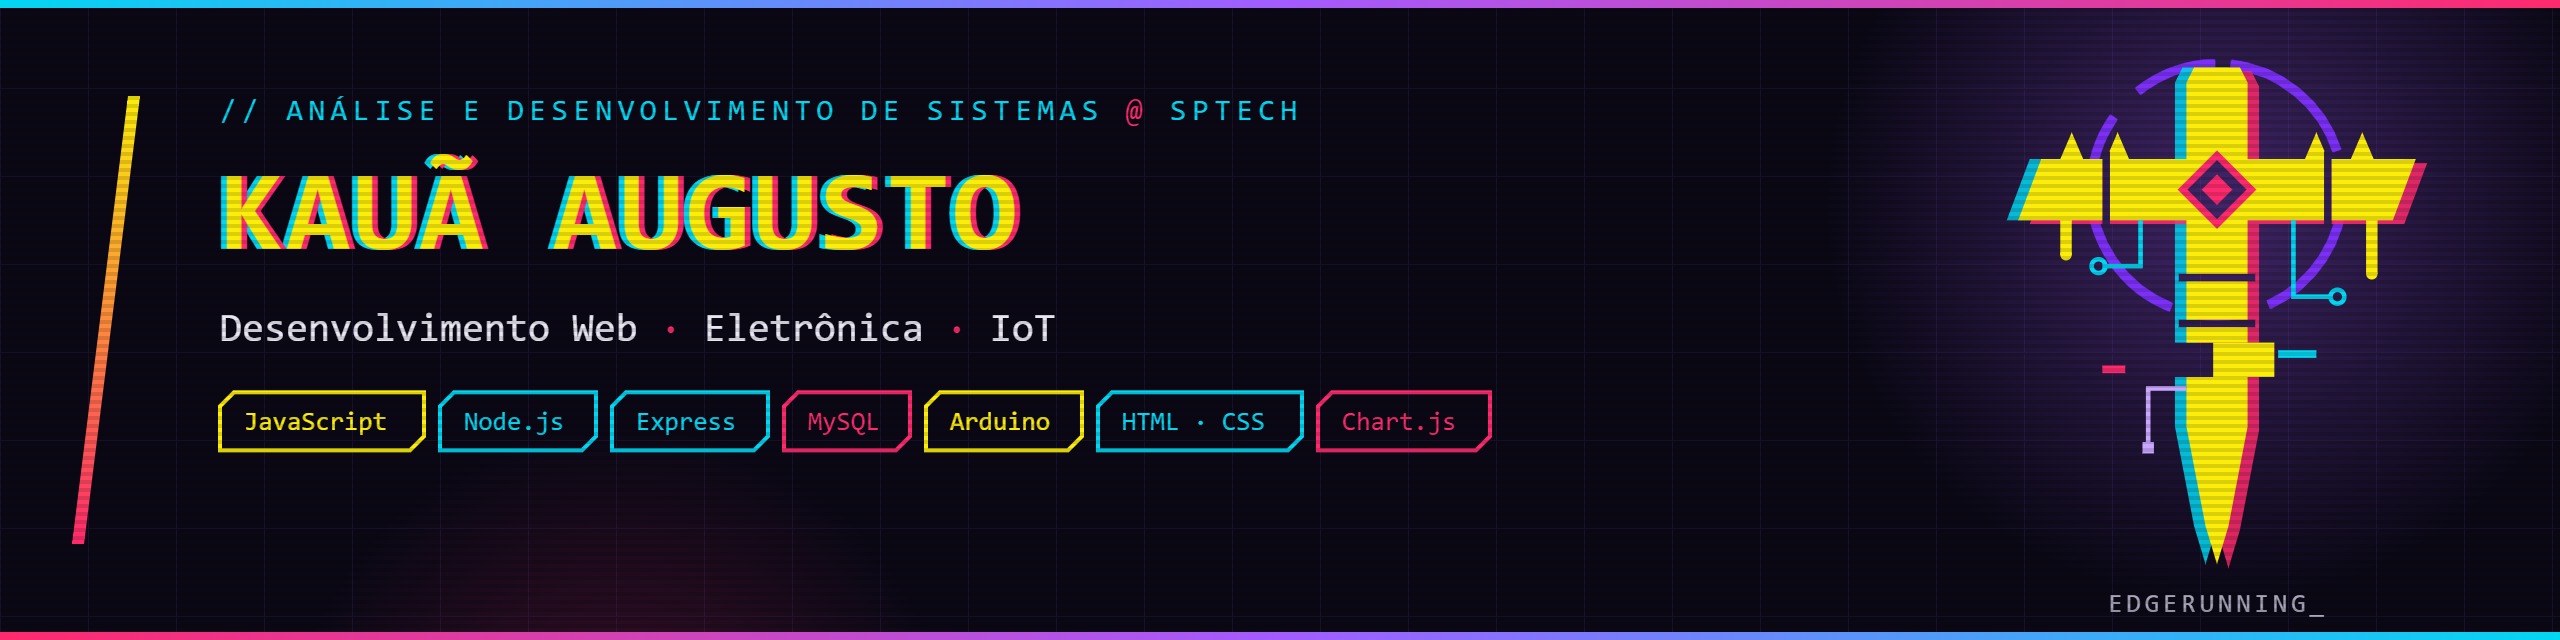 // ANÁLISE E DESENVOLVIMENTO DE SISTEMAS @ SPTECH
KAUÃ AUGUSTO
Desenvolvimento Web · Eletrônica · IoT
JavaScript Node.js Express MySQL Arduino HTML · CSS Chart.js
EDGERUNNING_